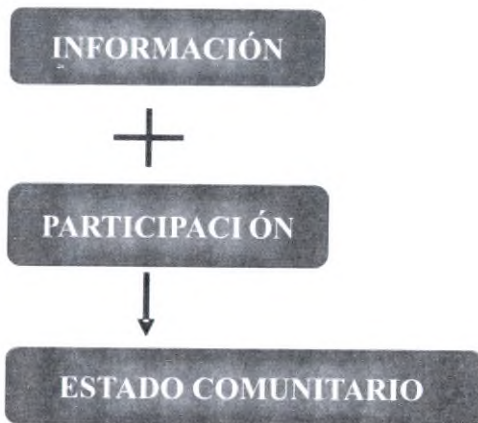 INFORMACIÓN
+
PARTICIPACI ÓN
ESTADO COMUNITARIO